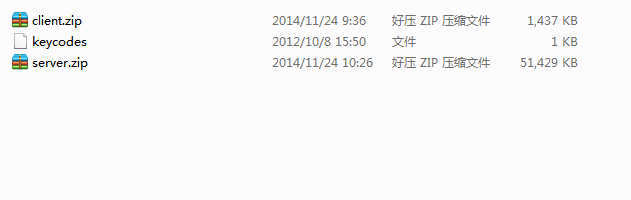 client.zip 2014/11/24 9:36 好压 ZIP 压缩文件 1,437 KB
keycodes 2012/10/8 15:50 文件 1 KB
server.zip 2014/11/24 10:26 好压 ZIP 压缩文件 51,429 KB